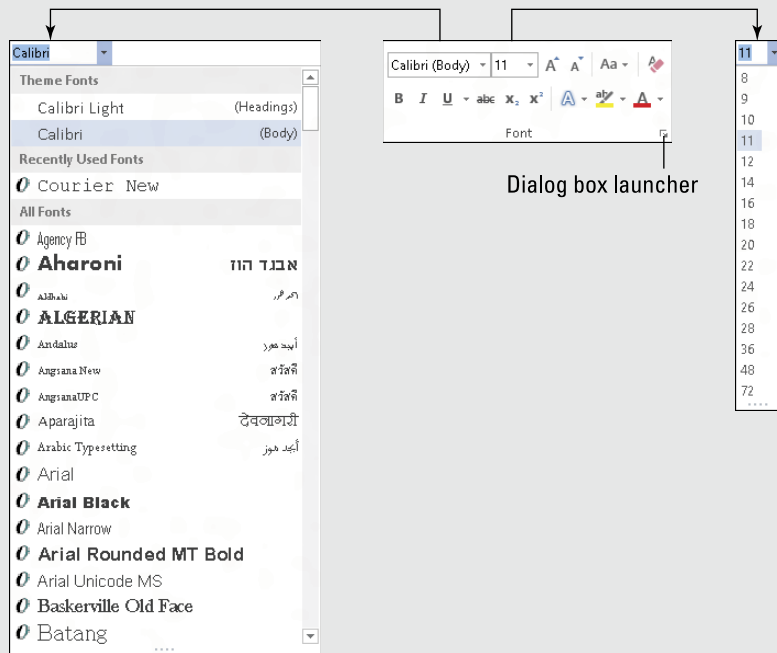 Calibri
Theme Fonts
Calibri Light (Headings)
Calibri (Body)
Recently Used Fonts
Courier New
All Fonts
Agency FB
Aharoni אבגד הוז
Aldhabi
ALGERIAN
Andalus أبجد هوز
Angsana New สวัสดี
AngsanaUPC สวัสดี
Aparajita देवनागरी
Arabic Typesetting أبجد هوز
Arial
Arial Black
Arial Narrow
Arial Rounded MT Bold
Arial Unicode MS
Baskerville Old Face
Batang
Calibri (Body) 11 A A Aa A
B I U abc X₂ X² A ab A
Font
Dialog box launcher
11
8
9
10
11
12
14
16
18
20
22
24
26
28
36
48
72